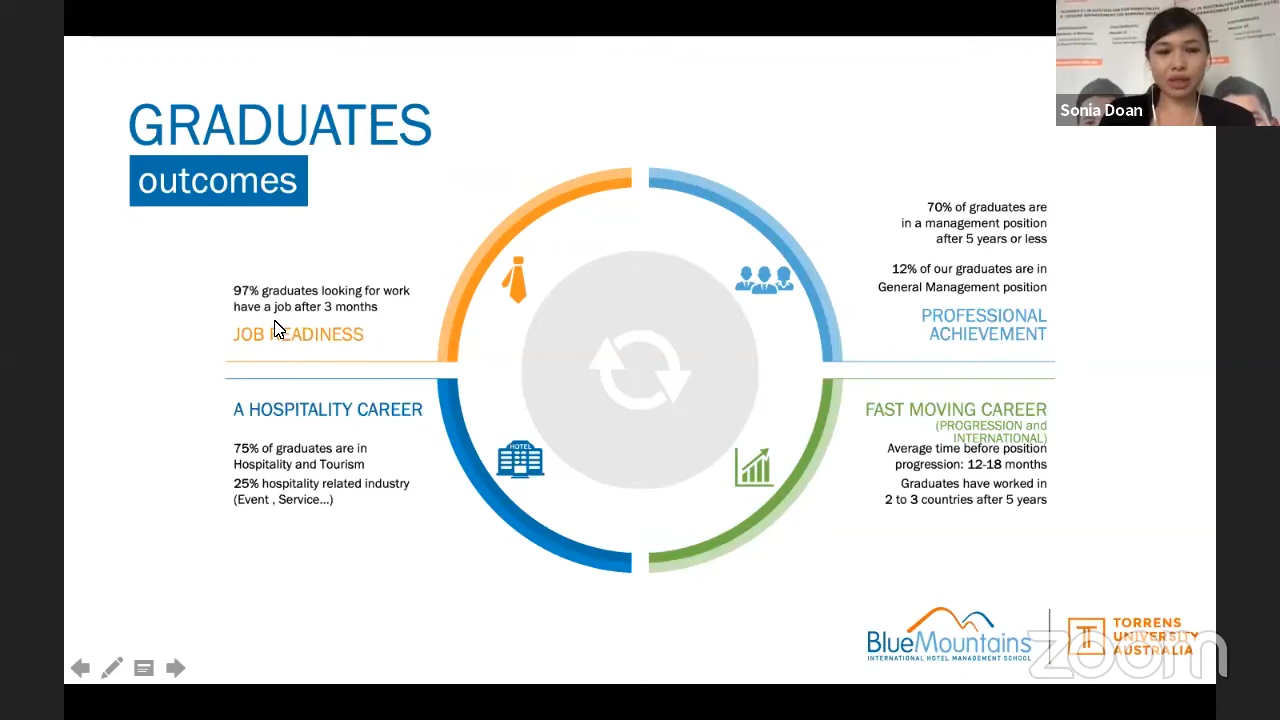 GRADUATES
outcomes
97% graduates looking for work
have a job after 3 months
JOB READINESS
A HOSPITALITY CAREER
75% of graduates are in
Hospitality and Tourism
25% hospitality related industry
(Event , Service...)
HOTEL
70% of graduates are
in a management position
after 5 years or less
12% of our graduates are in
General Management position
PROFESSIONAL
ACHIEVEMENT
FAST MOVING CAREER
(PROGRESSION and
INTERNATIONAL)
Average time before position
progression: 12-18 months
Graduates have worked in
2 to 3 countries after 5 years
Sonia Doan
BlueMountains
INTERNATIONAL HOTEL MANAGEMENT SCHOOL
TORRENS
UNIVERSITY
AUSTRALIA
zoom